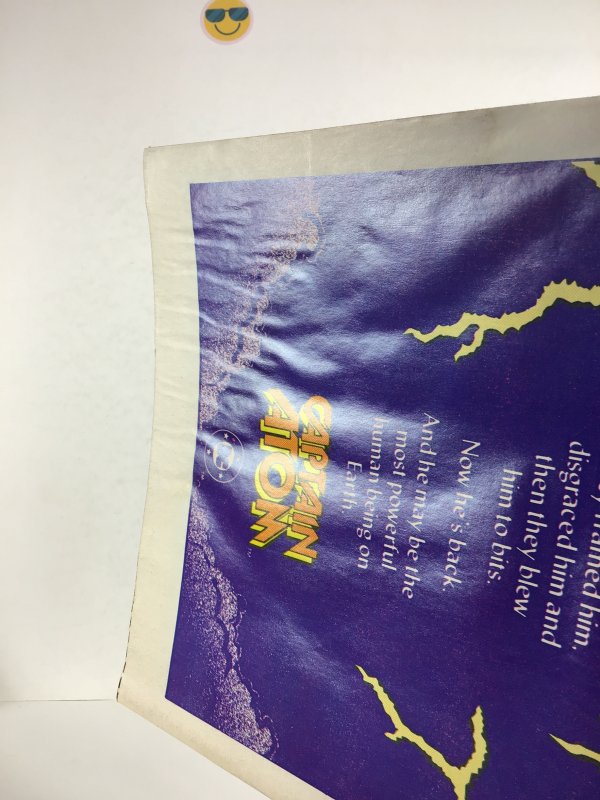 framed him,
disgraced him and
then they blew
him to bits.
Now he's back.
And he may be the
most powerful
human being on
Earth
CAPTAIN
ATOM